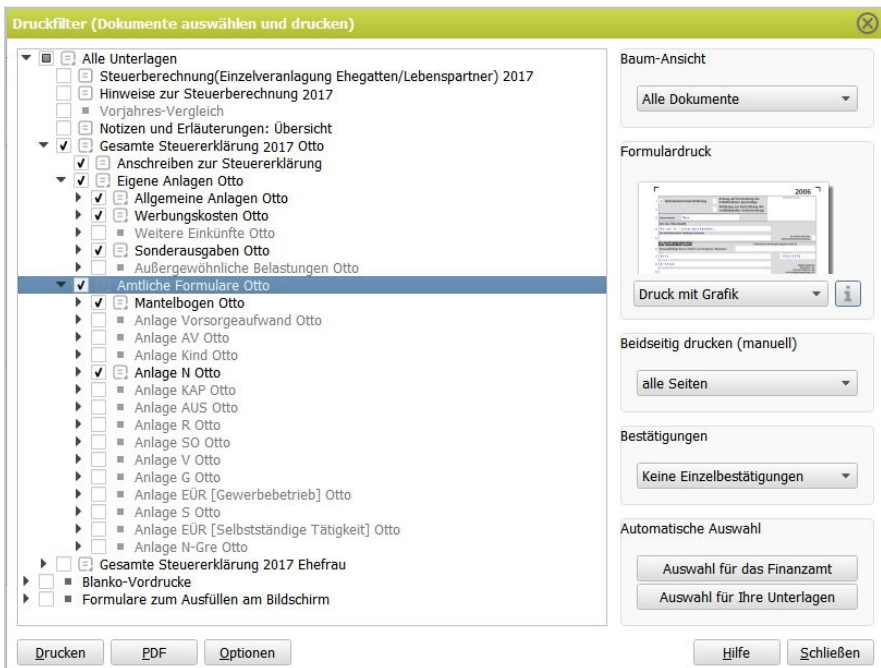 Druckfilter (Dokumente auswählen und drucken)
Alle Unterlagen
Steuerberechnung(Einzelveranlagung Ehegatten/Lebenspartner) 2017
Hinweise zur Steuerberechnung 2017
Vorjahres-Vergleich
Notizen und Erläuterungen: Übersicht
Gesamte Steuererklärung 2017 Otto
Anschreiben zur Steuererklärung
Eigene Anlagen Otto
Allgemeine Anlagen Otto
Werbungskosten Otto
Weitere Einkünfte Otto
Sonderausgaben Otto
Außergewöhnliche Belastungen Otto
Amtliche Formulare Otto
Mantelbogen Otto
Anlage Vorsorgeaufwand Otto
Anlage AV Otto
Anlage Kind Otto
Anlage N Otto
Anlage KAP Otto
Anlage AUS Otto
Anlage R Otto
Anlage SO Otto
Anlage V Otto
Anlage G Otto
Anlage EÜR [Gewerbebetrieb] Otto
Anlage S Otto
Anlage EÜR [Selbstständige Tätigkeit] Otto
Anlage N-Gre Otto
Gesamte Steuererklärung 2017 Ehefrau
Blanko-Vordrucke
Formulare zum Ausfüllen am Bildschirm
Baum-Ansicht
Alle Dokumente
Formulardruck
2006
Druck mit Grafik
i
Beidseitig drucken (manuell)
alle Seiten
Bestätigungen
Keine Einzelbestätigungen
Automatische Auswahl
Auswahl für das Finanzamt
Auswahl für Ihre Unterlagen
Drucken
PDF
Optionen
Hilfe
Schließen